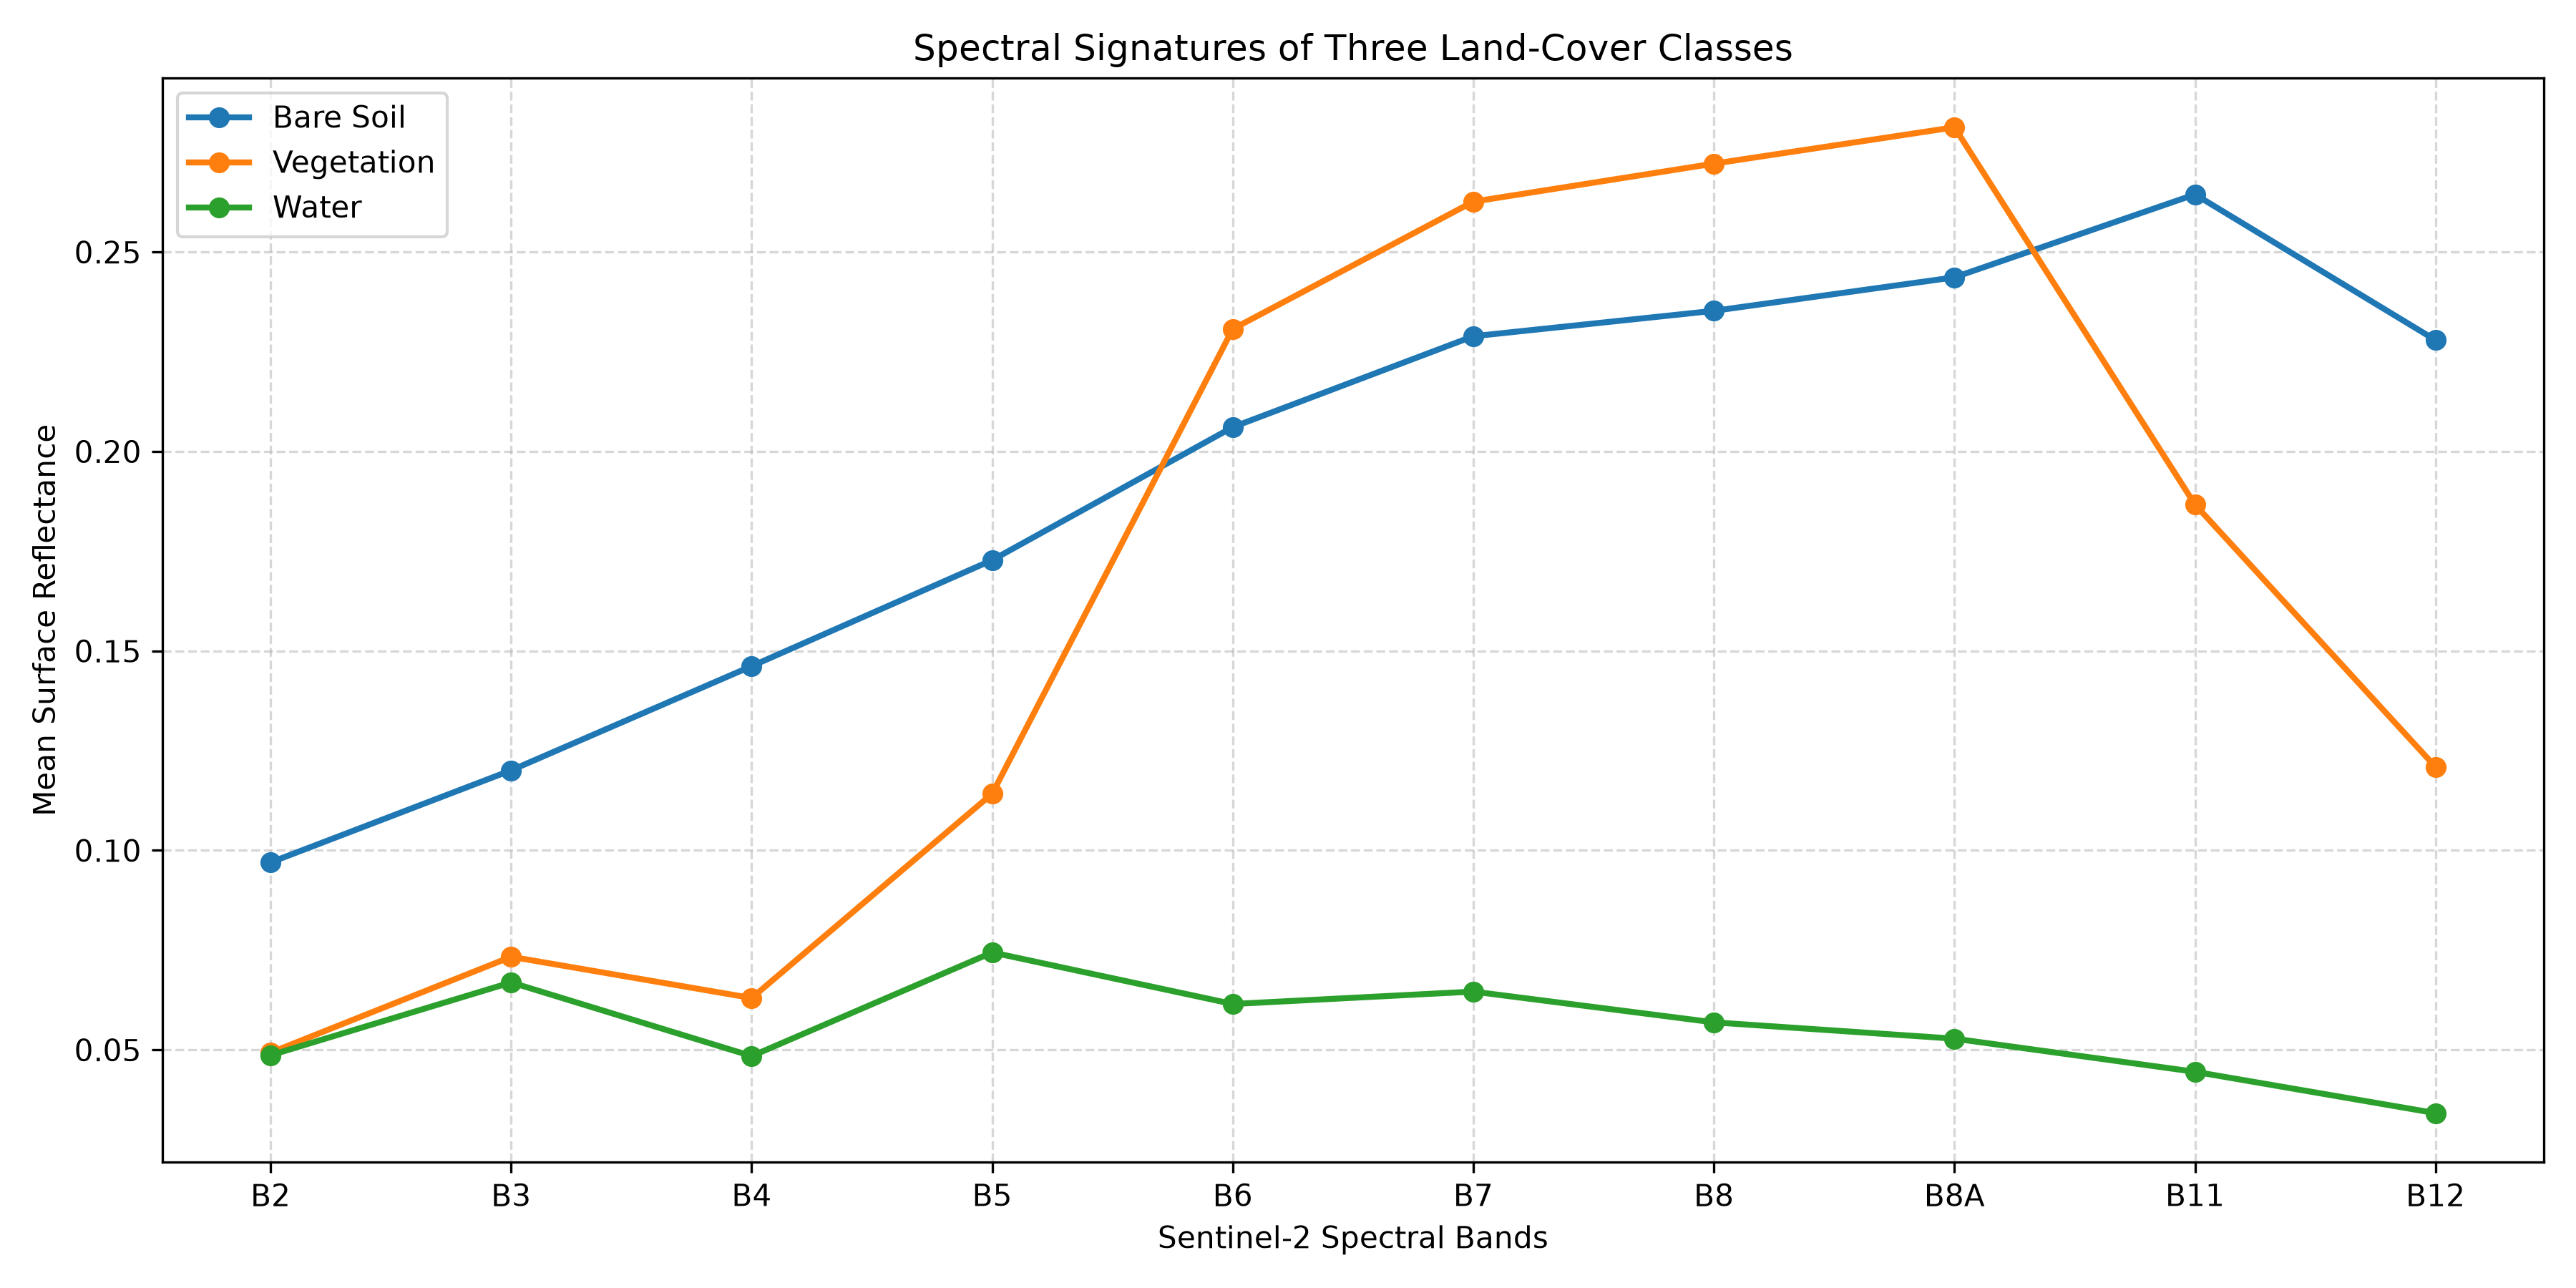 Spectral Signatures of Three Land-Cover Classes
Bare Soil
Vegetation
Water
Mean Surface Reflectance
0.25
0.20
0.15
0.10
0.05
B2 B3 B4 B5 B6 B7 B8 B8A B11 B12
Sentinel-2 Spectral Bands